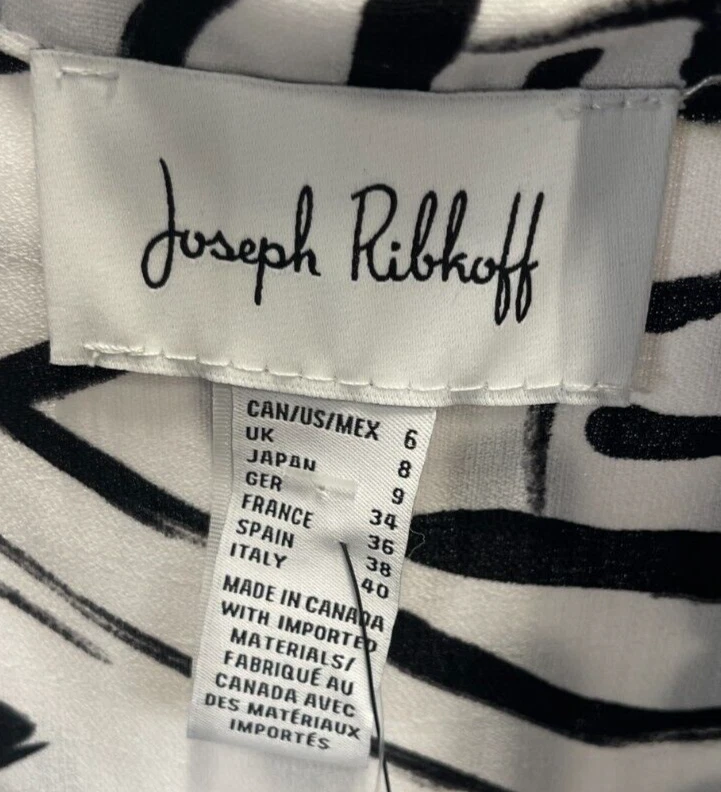 Joseph Ribkoff
CAN/US/MEX 6
UK 8
JAPAN 9
GER 34
FRANCE 36
SPAIN 38
ITALY 40
MADE IN CANADA
WITH IMPORTED
MATERIALS/
FABRIQUÉ AU
CANADA AVEC
DES MATÉRIAUX
IMPORTÉS